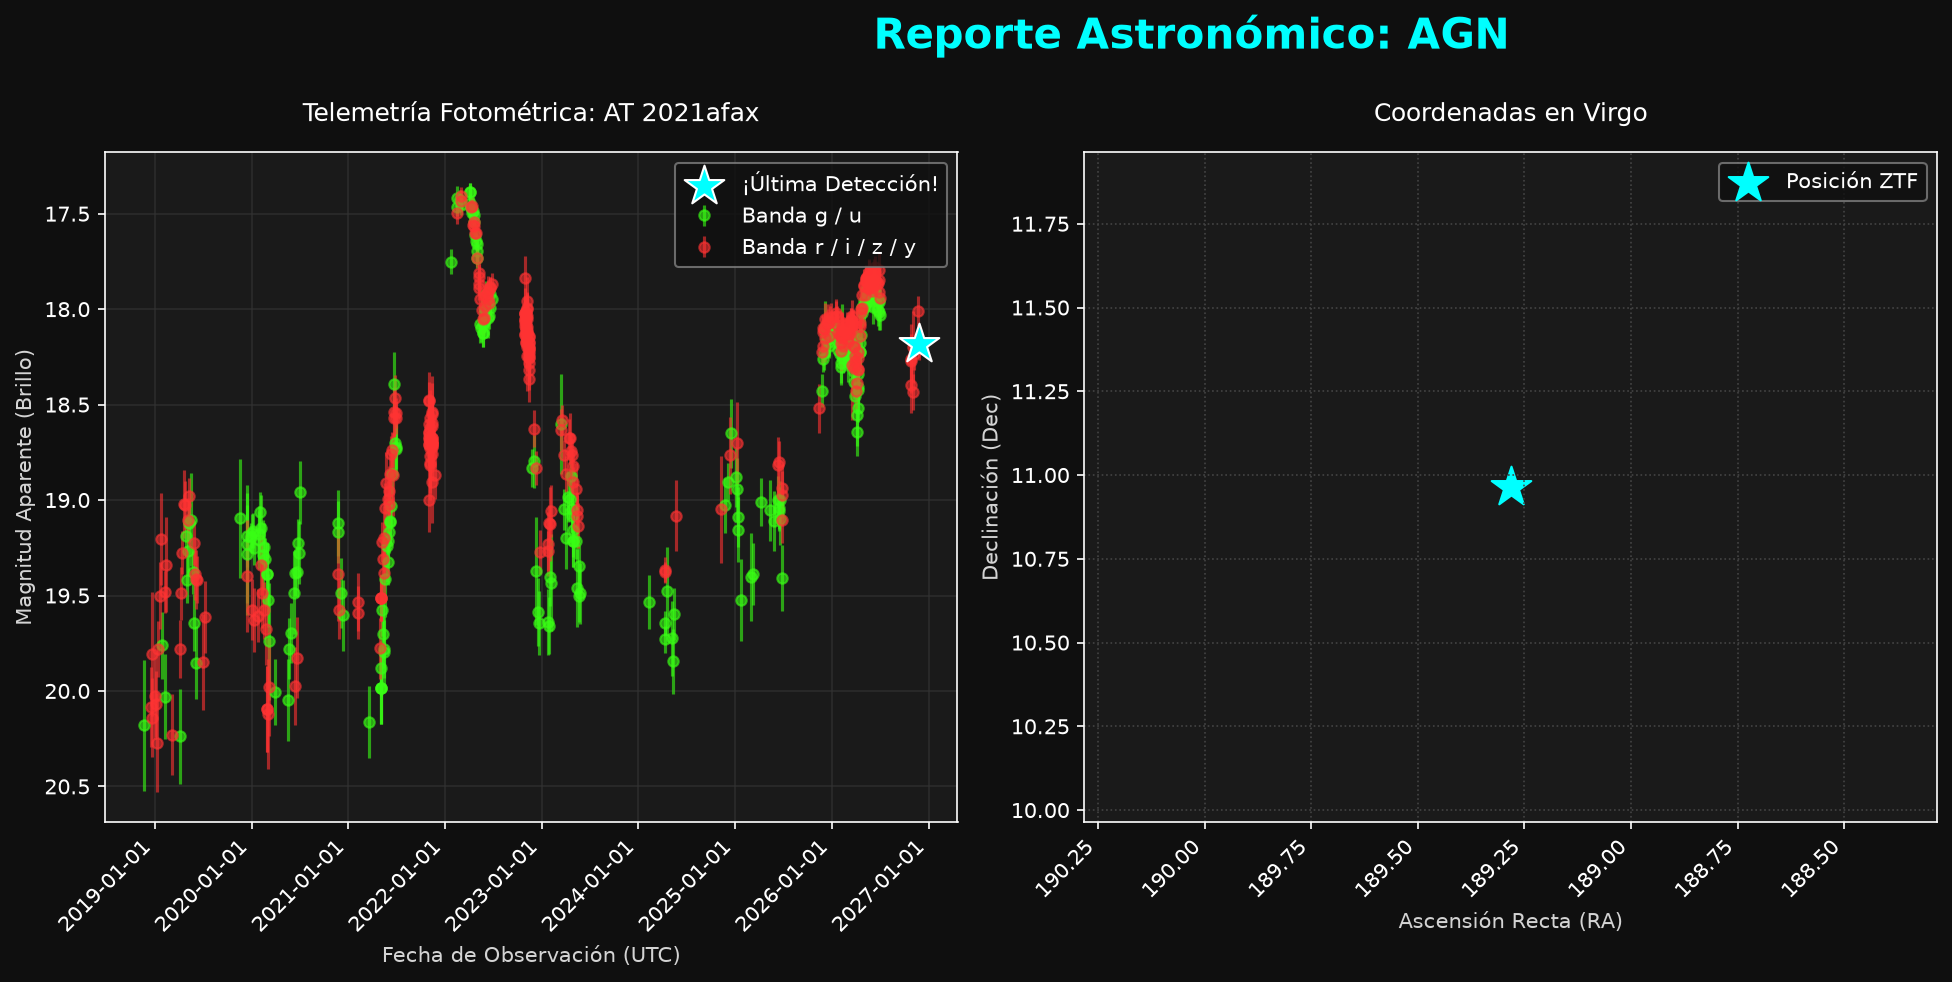 Reporte Astronómico: AGN
Telemetría Fotométrica: AT 2021afax
Magnitud Aparente (Brillo)
17.5
18.0
18.5
19.0
19.5
20.0
20.5
¡Última Detección!
Banda g / u
Banda r / i / z / y
2019-01-01
2020-01-01
2021-01-01
2022-01-01
2023-01-01
2024-01-01
2025-01-01
2026-01-01
2027-01-01
Fecha de Observación (UTC)
Coordenadas en Virgo
Declinación (Dec)
11.75
11.50
11.25
11.00
10.75
10.50
10.25
10.00
Posición ZTF
190.25
190.00
189.75
189.50
189.25
189.00
188.75
188.50
Ascensión Recta (RA)